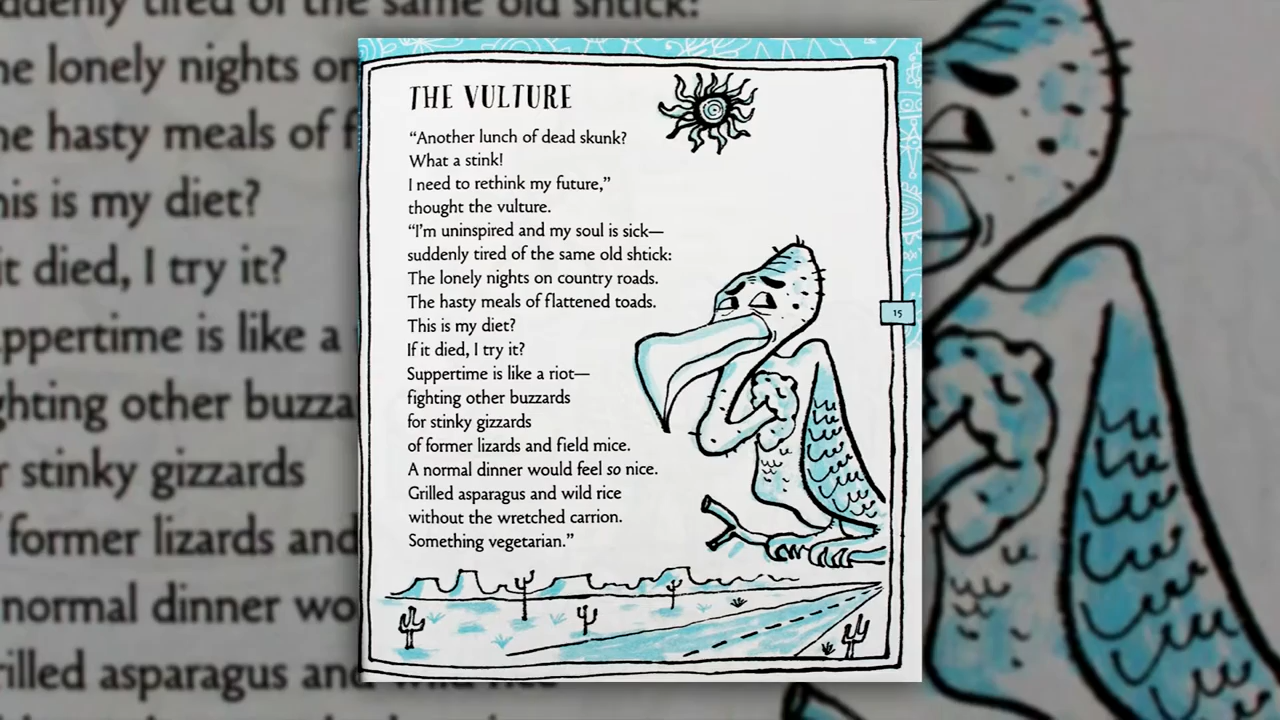 THE VULTURE
“Another lunch of dead skunk?
What a stink!
I need to rethink my future,”
thought the vulture.
“I’m uninspired and my soul is sick—
suddenly tired of the same old shtick:
The lonely nights on country roads.
The hasty meals of flattened toads.
This is my diet?
If it died, I try it?
Suppertime is like a riot—
fighting other buzzards
for stinky gizzards
of former lizards and field mice.
A normal dinner would feel so nice.
Grilled asparagus and wild rice
without the wretched carrion.
Something vegetarian.”
15